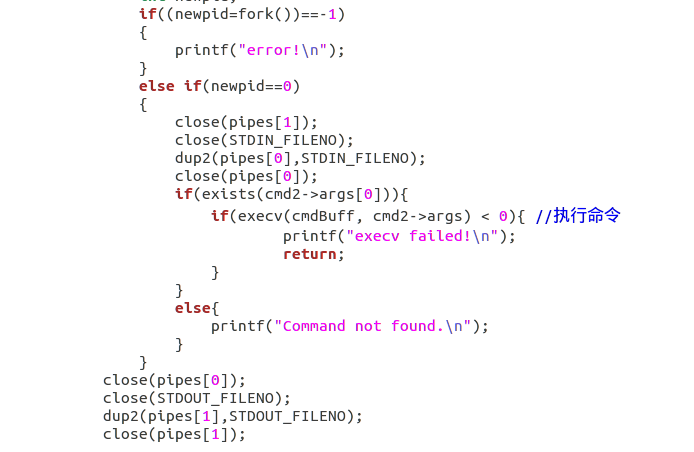 if((newpid=fork())==-1)
{
printf("error!\n");
}
else if(newpid==0)
{
close(pipes[1]);
close(STDIN_FILENO);
dup2(pipes[0],STDIN_FILENO);
close(pipes[0]);
if(exists(cmd2->args[0])){
if(execv(cmdBuff, cmd2->args) < 0){ //执行命令
printf("execv failed!\n");
return;
}
}
else{
printf("Command not found.\n");
}
}
close(pipes[0]);
close(STDOUT_FILENO);
dup2(pipes[1],STDOUT_FILENO);
close(pipes[1]);